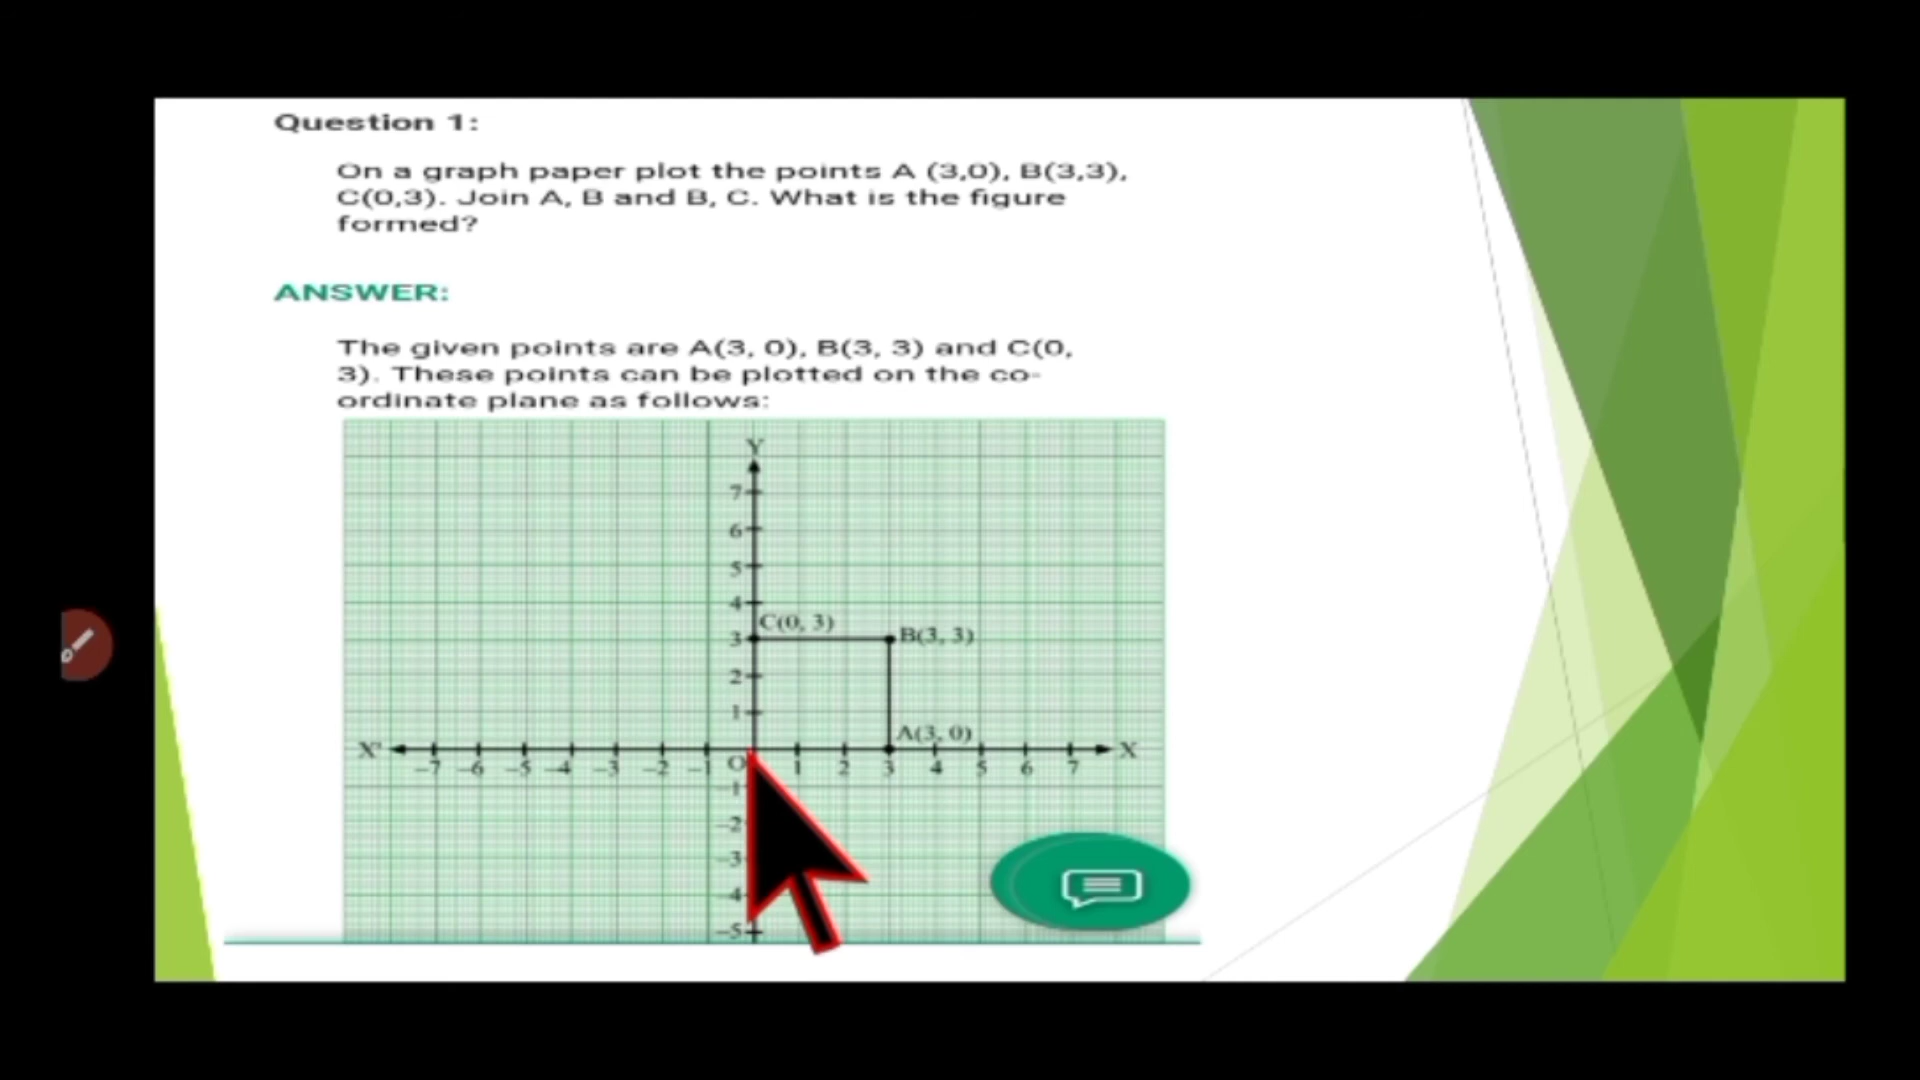 Question 1:
On a graph paper plot the points A (3,0), B(3,3),
C(0,3). Join A, B and B, C. What is the figure
formed?
ANSWER:
The given points are A(3, 0), B(3, 3) and C(0,
3). These points can be plotted on the co-
ordinate plane as follows:
Y
7
6
5
4
C(0, 3)
3
B(3, 3)
2
1
A(3, 0)
X'
X
-7 -6 -5 -4 -3 -2 -1 O 1 2 3 4 5 6 7
-1
-2
-3
-4
-5